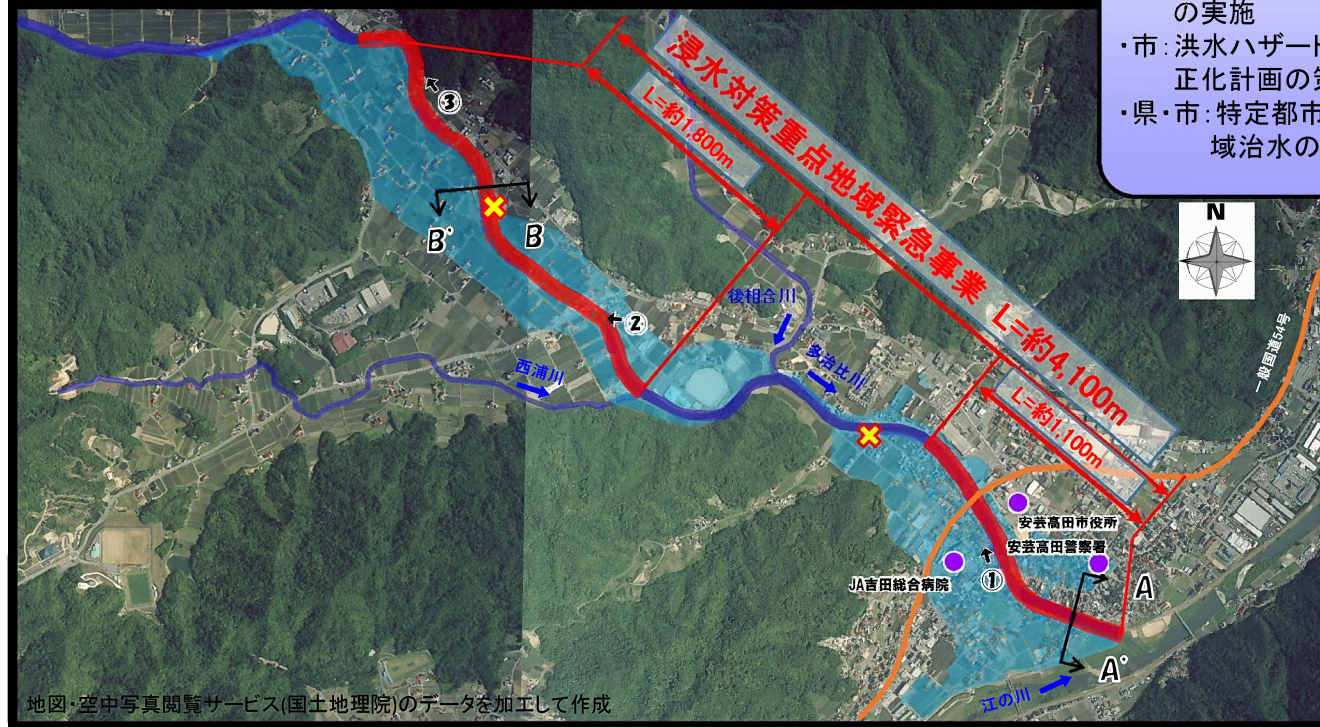 の実施
・市：洪水ハザード
正化計画の
・県・市：特定都市
域治水の
N
浸水対策重点地域緊急事業 L=約4,100m
L=約1,800m
L=約1,100m
③
B'
B
②
後相合川
多治比川
西浦川
一般国道54号
安芸高田市役所
安芸高田警察署
JA吉田総合病院
①
A
A'
江の川
地図・空中写真閲覧サービス(国土地理院)のデータを加工して作成